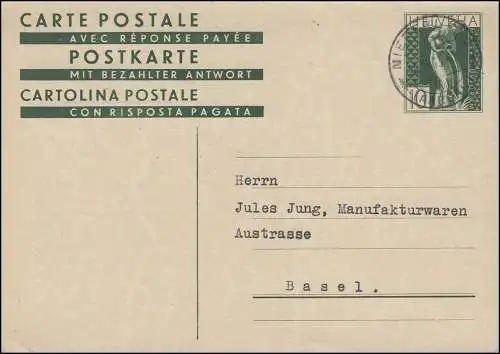 CARTE POSTALE
AVEC RÉPONSE PAYÉE
POSTKARTE
MIT BEZAHLTER ANTWORT
CARTOLINA POSTALE
CON RISPOSTA PAGATA
HELVETIA
Herrn
Jules Jung, Manufakturwaren
Austrasse
Basel.